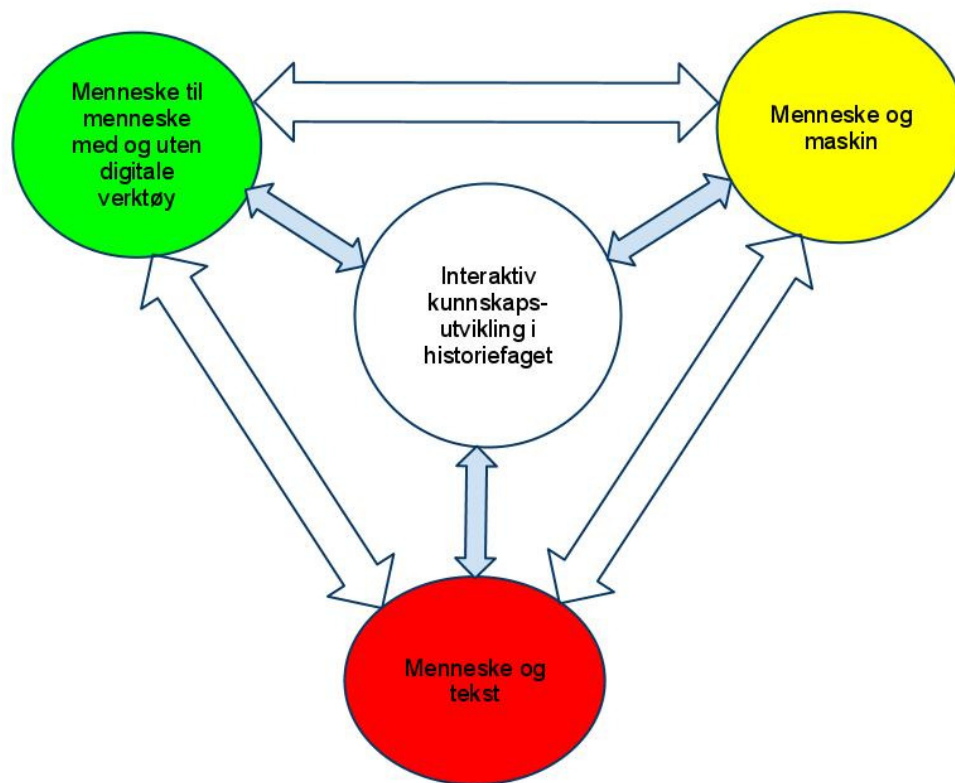 Menneske til
menneske
med og uten
digitale
verktøy
Menneske og
maskin
Interaktiv
kunnskaps-
utvikling i
historiefaget
Menneske og
tekst